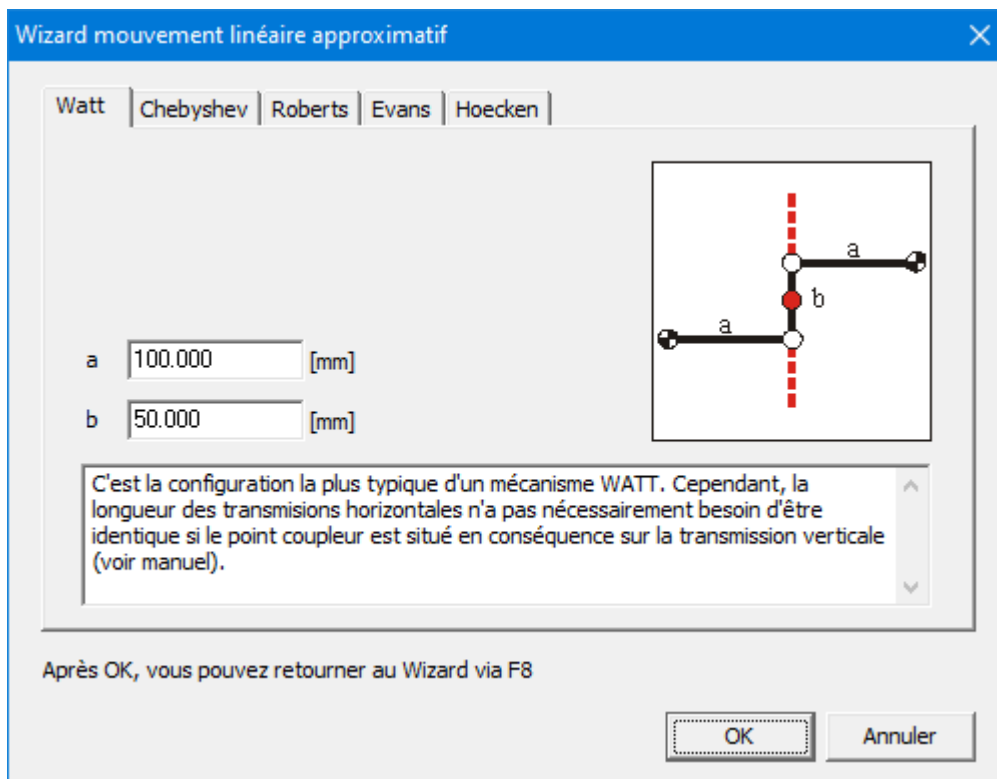 Wizard mouvement linéaire approximatif
Watt Chebyshev Roberts Evans Hoecken
a
b
a
a 100.000 [mm]
b 50.000 [mm]
C'est la configuration la plus typique d'un mécanisme WATT. Cependant, la
longueur des transmisions horizontales n'a pas nécessairement besoin d'être
identique si le point coupleur est situé en conséquence sur la transmission verticale
(voir manuel).
Après OK, vous pouvez retourner au Wizard via F8
OK Annuler